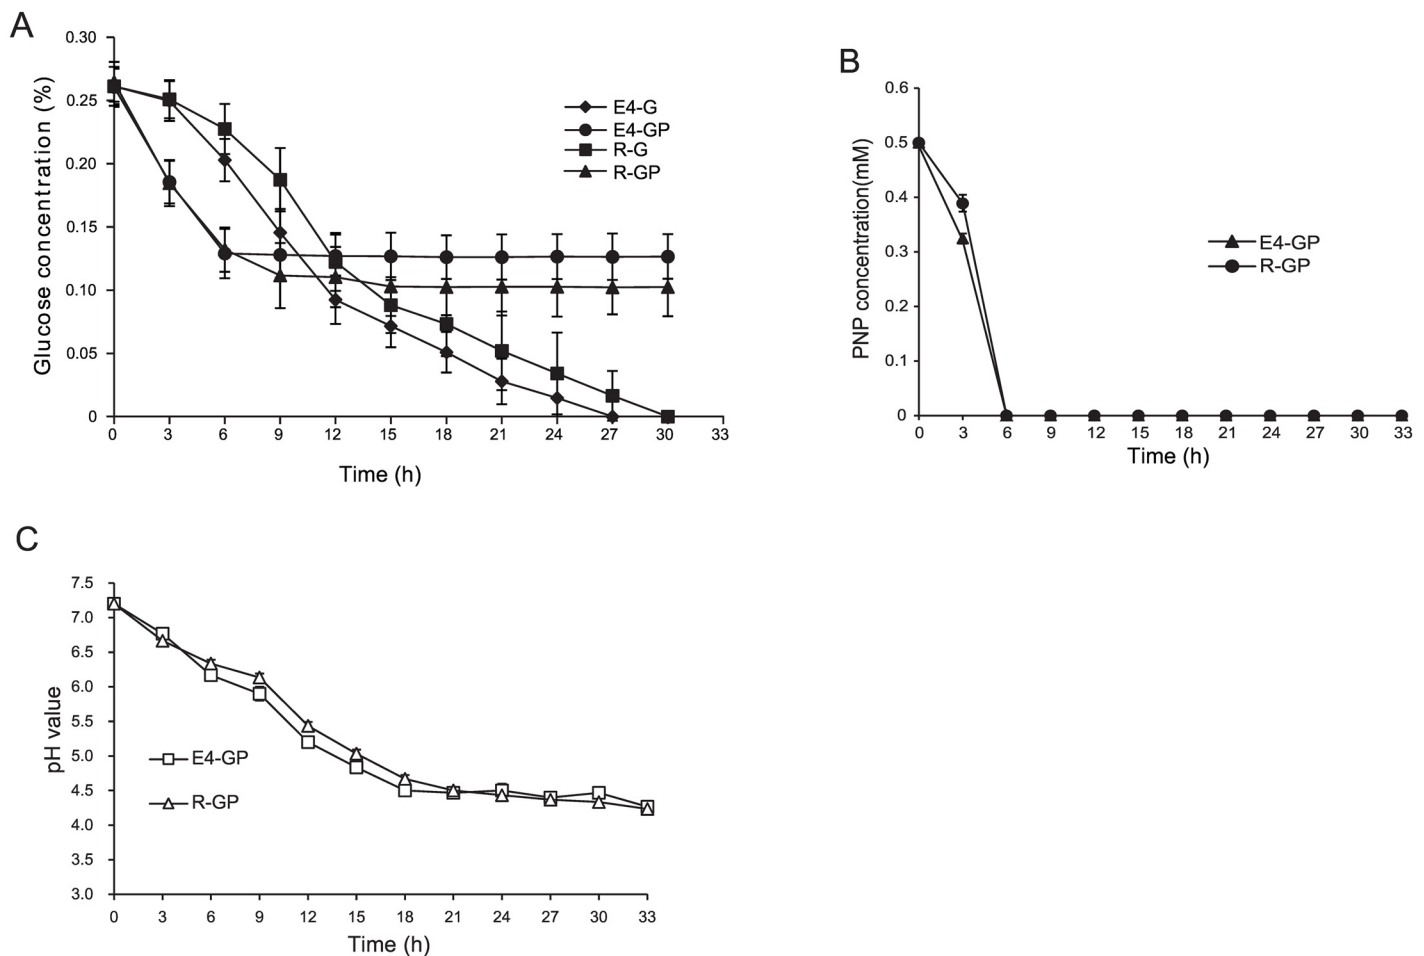 A
Glucose concentration (%)
0.30
0.25
0.20
0.15
0.10
0.05
0
0 3 6 9 12 15 18 21 24 27 30 33
Time (h)
E4-G
E4-GP
R-G
R-GP
B
PNP concentration(mM)
0.6
0.5
0.4
0.3
0.2
0.1
0
0 3 6 9 12 15 18 21 24 27 30 33
Time (h)
E4-GP
R-GP
C
pH value
7.5
7.0
6.5
6.0
5.5
5.0
4.5
4.0
3.5
3.0
0 3 6 9 12 15 18 21 24 27 30 33
Time (h)
E4-GP
R-GP